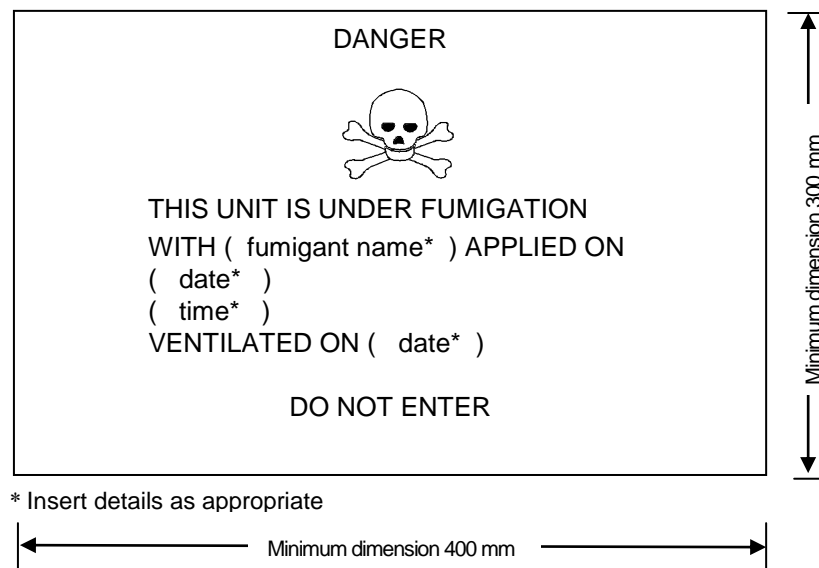 DANGER
THIS UNIT IS UNDER FUMIGATION
WITH ( fumigant name* ) APPLIED ON
( date* )
( time* )
VENTILATED ON ( date* )
DO NOT ENTER
* Insert details as appropriate
Minimum dimension 400 mm
Minimum dimension 300 mm